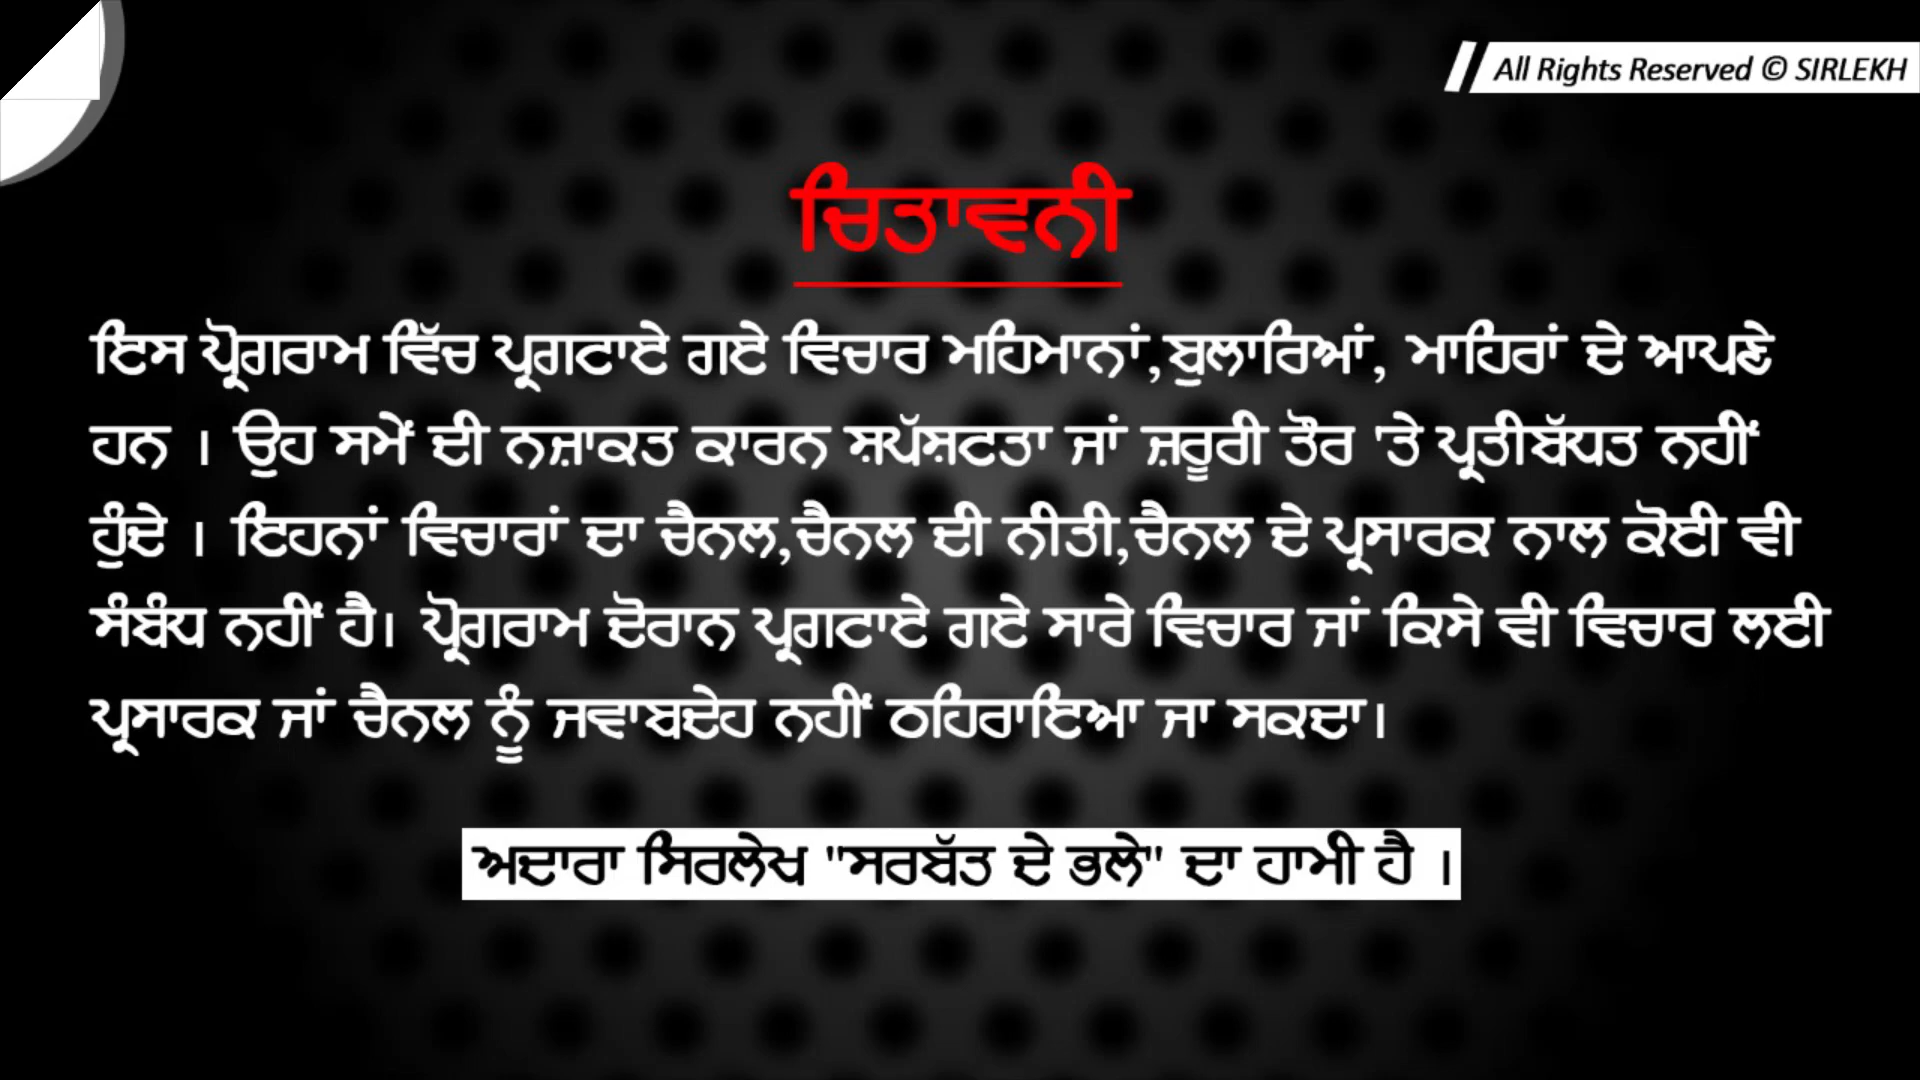 All Rights Reserved © SIRLEKH
ਚਿਤਾਵਨੀ
ਇਸ ਪ੍ਰੋਗਰਾਮ ਵਿੱਚ ਪ੍ਰਗਟਾਏ ਗਏ ਵਿਚਾਰ ਮਹਿਮਾਨਾਂ,ਬੁਲਾਰਿਆਂ, ਮਾਹਿਰਾਂ ਦੇ ਆਪਣੇ
ਹਨ । ਉਹ ਸਮੇਂ ਦੀ ਨਜ਼ਾਕਤ ਕਾਰਨ ਸ਼ਪੱਸ਼ਟਤਾ ਜਾਂ ਜ਼ਰੂਰੀ ਤੌਰ 'ਤੇ ਪ੍ਰਤੀਬੱਧਤ ਨਹੀਂ
ਹੁੰਦੇ । ਇਹਨਾਂ ਵਿਚਾਰਾਂ ਦਾ ਚੈਨਲ,ਚੈਨਲ ਦੀ ਨੀਤੀ,ਚੈਨਲ ਦੇ ਪ੍ਰਸਾਰਕ ਨਾਲ ਕੋਈ ਵੀ
ਸੰਬੰਧ ਨਹੀਂ ਹੈ। ਪ੍ਰੋਗਰਾਮ ਦੋਰਾਨ ਪ੍ਰਗਟਾਏ ਗਏ ਸਾਰੇ ਵਿਚਾਰ ਜਾਂ ਕਿਸੇ ਵੀ ਵਿਚਾਰ ਲਈ
ਪ੍ਰਸਾਰਕ ਜਾਂ ਚੈਨਲ ਨੂੰ ਜਵਾਬਦੇਹ ਨਹੀਂ ਠਹਿਰਾਇਆ ਜਾ ਸਕਦਾ।
ਅਦਾਰਾ ਸਿਰਲੇਖ "ਸਰਬੱਤ ਦੇ ਭਲੇ" ਦਾ ਹਾਮੀ ਹੈ ।